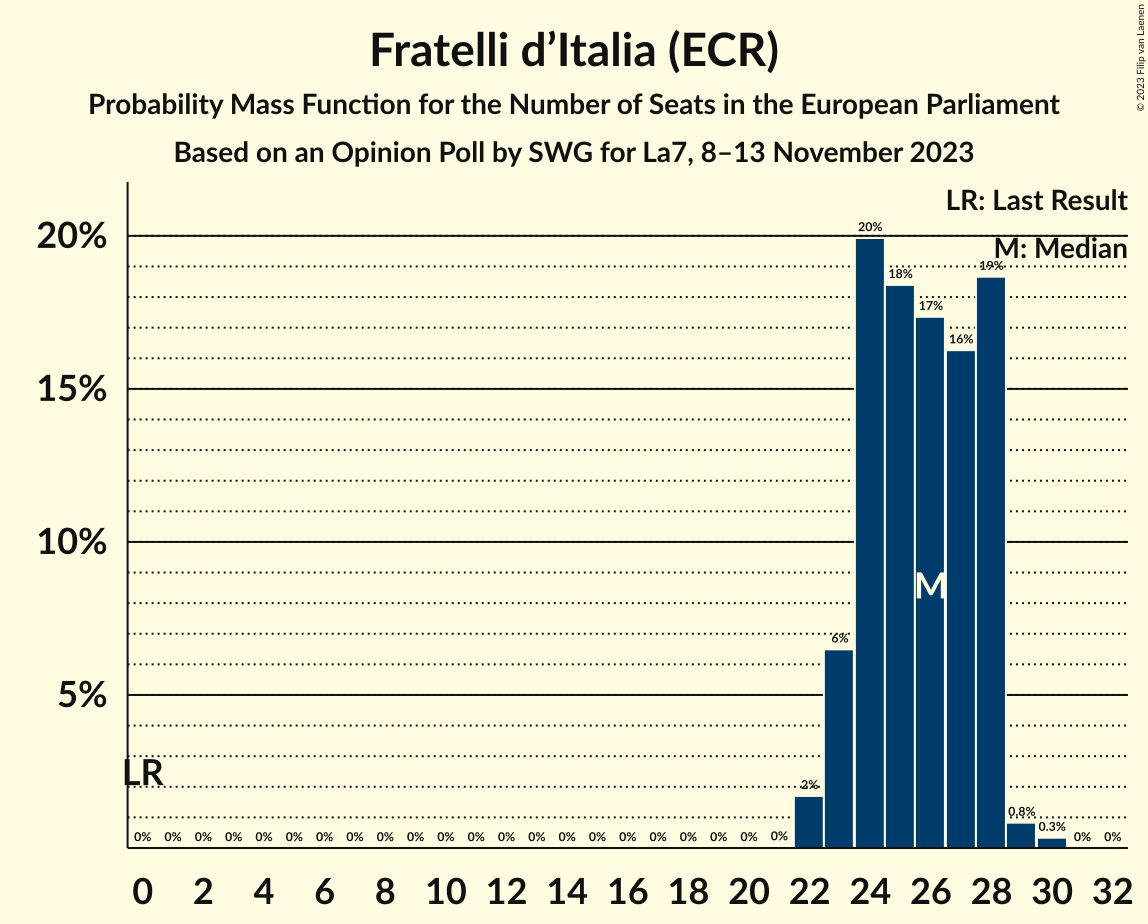 © 2023 Filip van Laenen
Fratelli d’Italia (ECR)
Probability Mass Function for the Number of Seats in the European Parliament
Based on an Opinion Poll by SWG for La7, 8–13 November 2023
LR: Last Result
M: Median
20%
15%
10%
5%
20%
18%
17%
16%
19%
6%
2%
0.8%
0.3%
M
LR
0% 0% 0% 0% 0% 0% 0% 0% 0% 0% 0% 0% 0% 0% 0% 0% 0% 0% 0% 0% 0% 0% 0% 0%
0 2 4 6 8 10 12 14 16 18 20 22 24 26 28 30 32